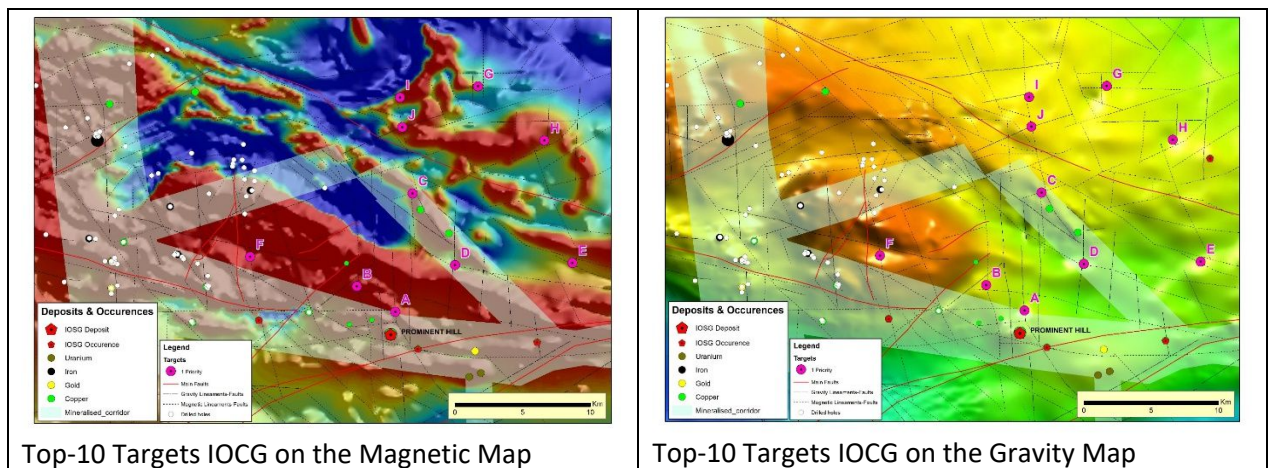 I
G
J
H
C
F
D
E
B
A
PROMINENT HILL
Deposits & Occurences
IOSG Deposit
IOSG Occurence
Uranium
Iron
Gold
Copper
Mineralised_corridor
Legend
Targets
1 Priority
Main Faults
Gravity Lineaments-Faults
Magnetic Lineaments-Faults
Drilled holes
Km
0 5 10
Top-10 Targets IOCG on the Magnetic Map
I
G
J
H
C
F
D
E
B
A
PROMINENT HILL
Deposits & Occurences
IOSG Deposit
IOSG Occurence
Uranium
Iron
Gold
Copper
Mineralised_corridor
Legend
Targets
1 Priority
Main Faults
Gravity Lineaments-Faults
Magnetic Lineaments-Faults
Drilled holes
Km
0 5 10
Top-10 Targets IOCG on the Gravity Map